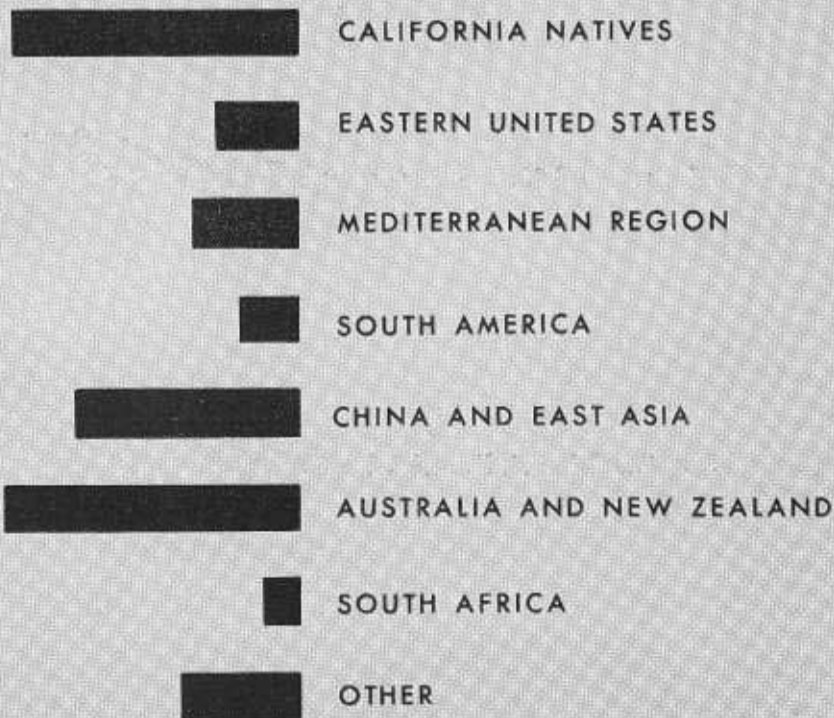 CALIFORNIA NATIVES
EASTERN UNITED STATES
MEDITERRANEAN REGION
SOUTH AMERICA
CHINA AND EAST ASIA
AUSTRALIA AND NEW ZEALAND
SOUTH AFRICA
OTHER